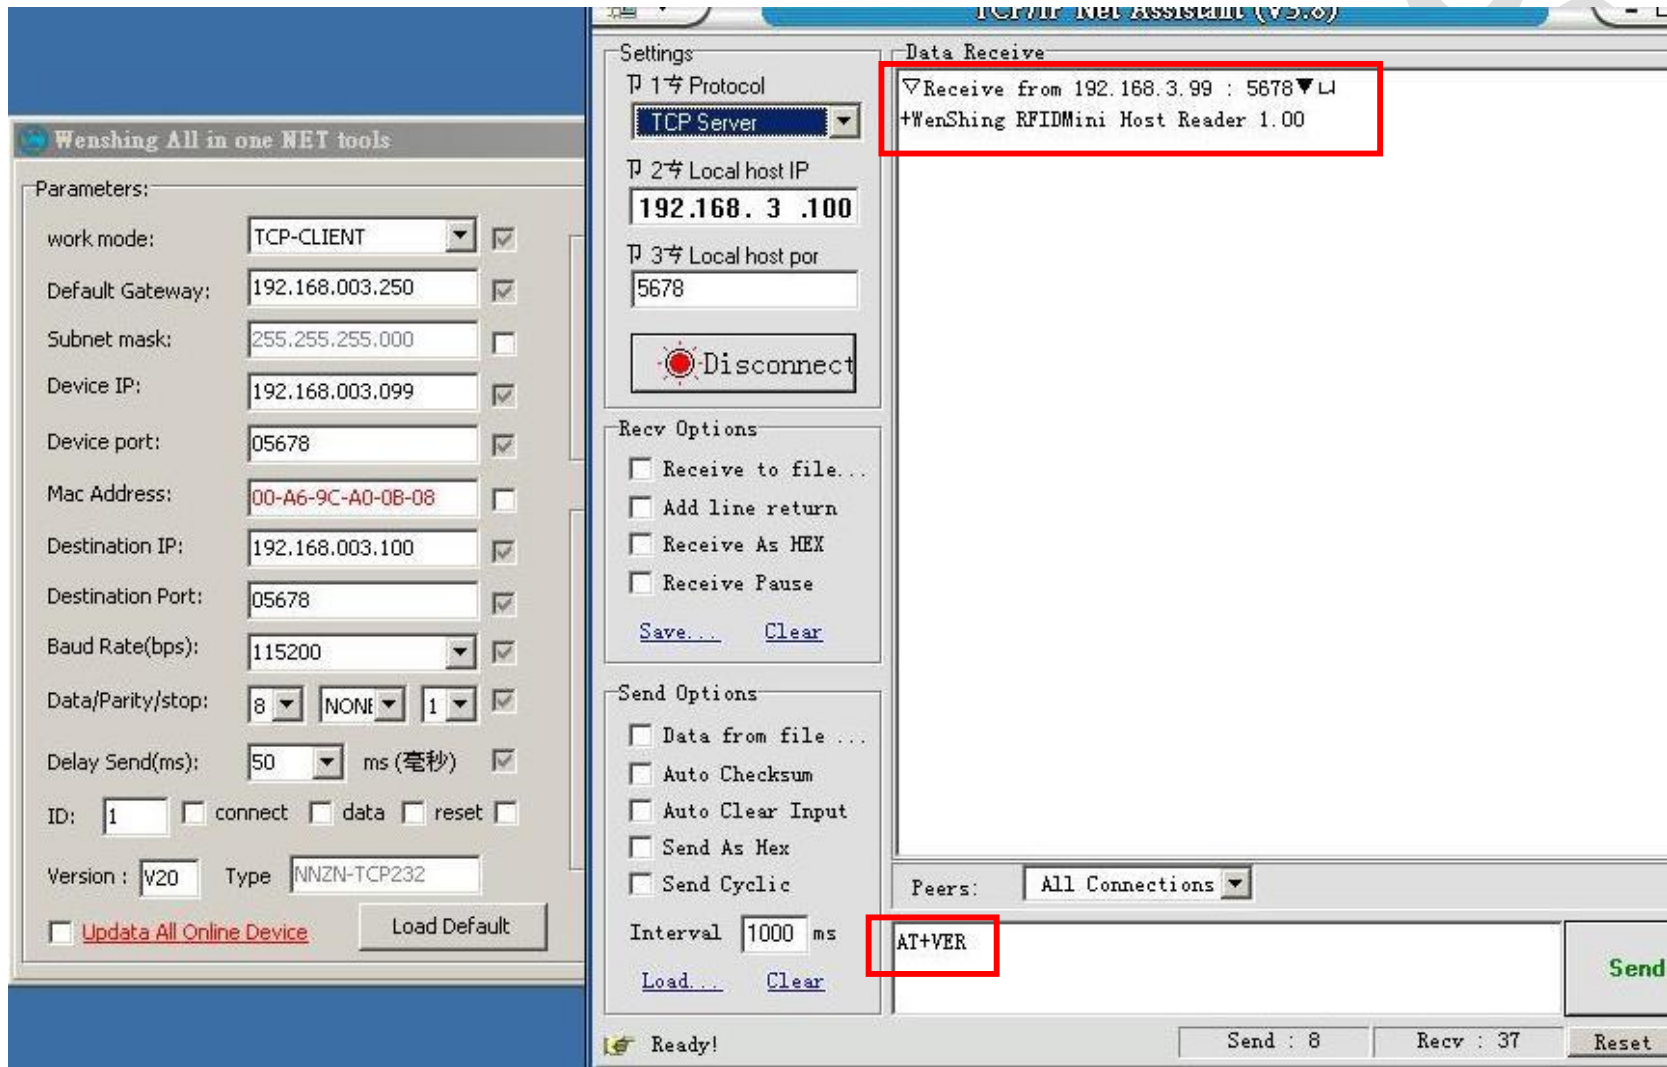 Wenshing All in one NET tools
Parameters:
work mode: TCP-CLIENT
Default Gateway: 192.168.003.250
Subnet mask: 255.255.255.000
Device IP: 192.168.003.099
Device port: 05678
Mac Address: 00-A6-9C-A0-0B-08
Destination IP: 192.168.003.100
Destination Port: 05678
Baud Rate(bps): 115200
Data/Parity/stop: 8 NONE 1
Delay Send(ms): 50 ms (毫秒)
ID: 1 connect data reset
Version : V20 Type NNZN-TCP232
Updata All Online Device Load Default
TCP/IP Net Assistant (V3.8)
Settings
Protocol
TCP Server
Local host IP
192.168. 3 .100
Local host por
5678
Disconnect
Recv Options
Receive to file...
Add line return
Receive As HEX
Receive Pause
Save... Clear
Send Options
Data from file ...
Auto Checksum
Auto Clear Input
Send As Hex
Send Cyclic
Interval 1000 ms
Load... Clear
Data Receive
▽Receive from 192.168.3.99 : 5678▼
+WenShing RFIDMini Host Reader 1.00
Peers: All Connections
AT+VER
Send
Ready! Send : 8 Recv : 37 Reset